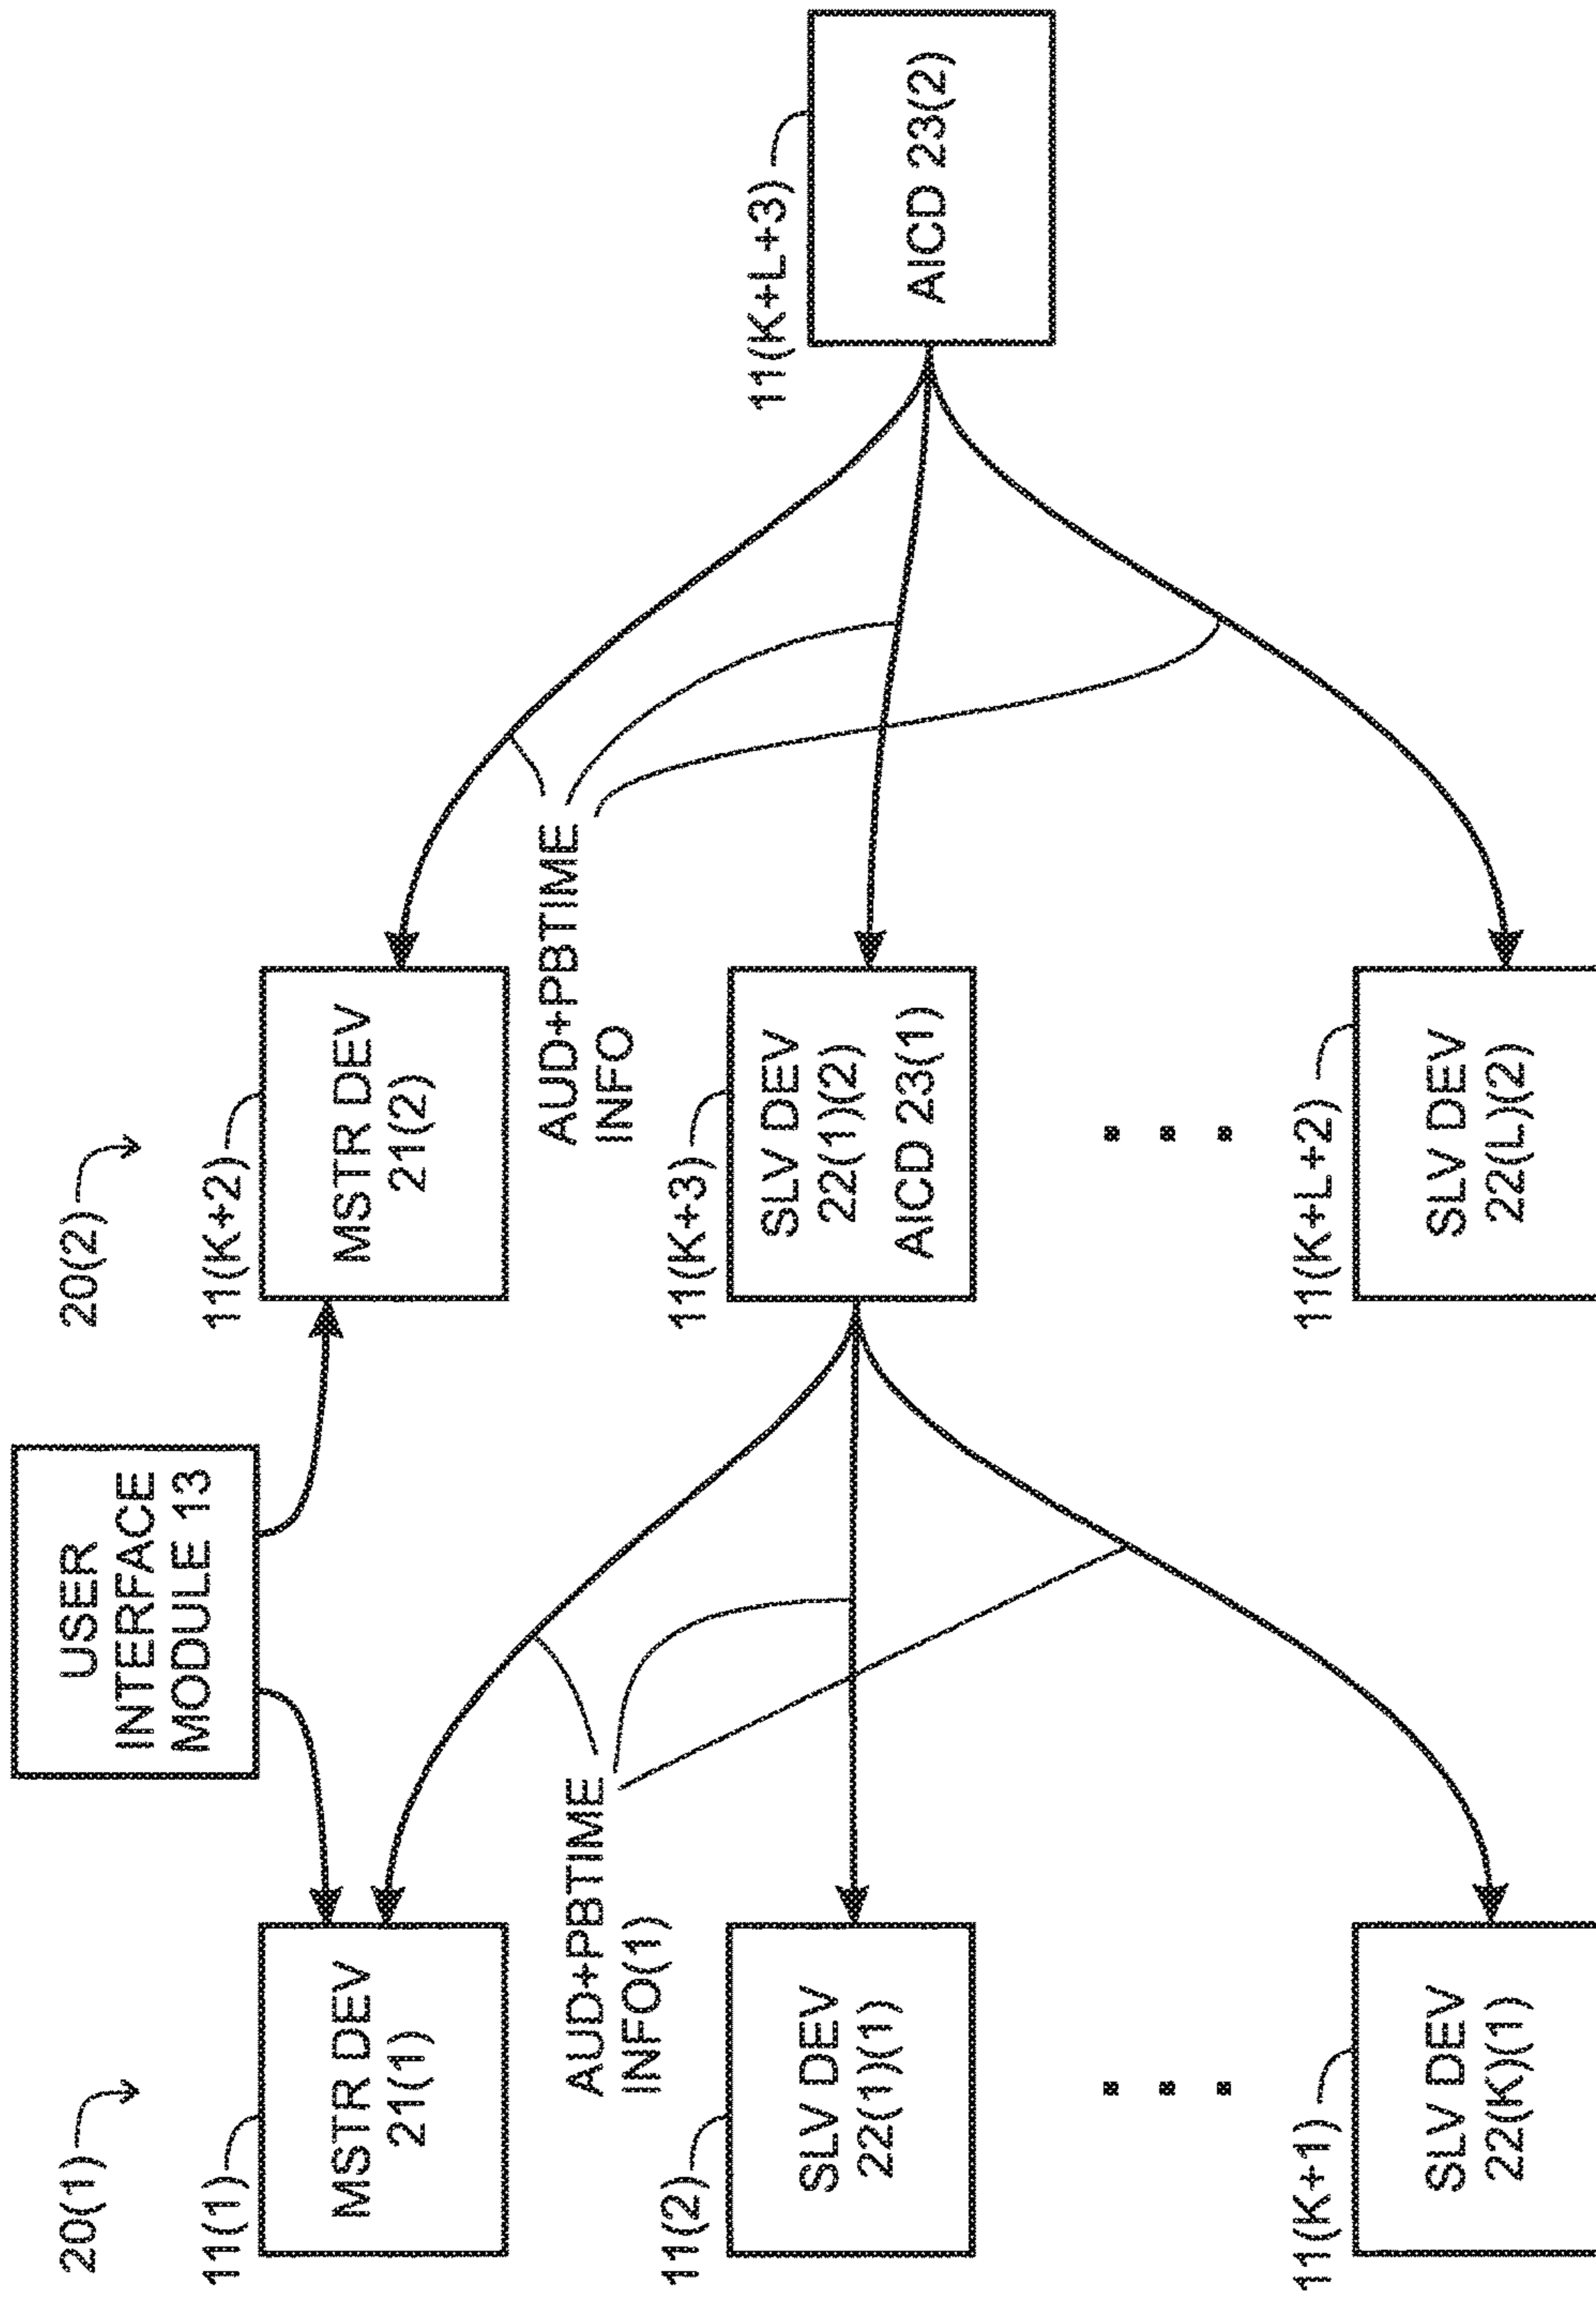 USER
INTERFACE
MODULE 13
20(1)
20(2)
11(1)
MSTR DEV
21(1)
11(K+2)
MSTR DEV
21(2)
11(K+L+3)
AICD 23(2)
AUD+PBTIME
INFO(1)
AUD+PBTIME
INFO
11(2)
SLV DEV
22(1)(1)
11(K+3)
SLV DEV
22(1)(2)
AICD 23(1)
11(K+1)
SLV DEV
22(K)(1)
11(K+L+2)
SLV DEV
22(L)(2)